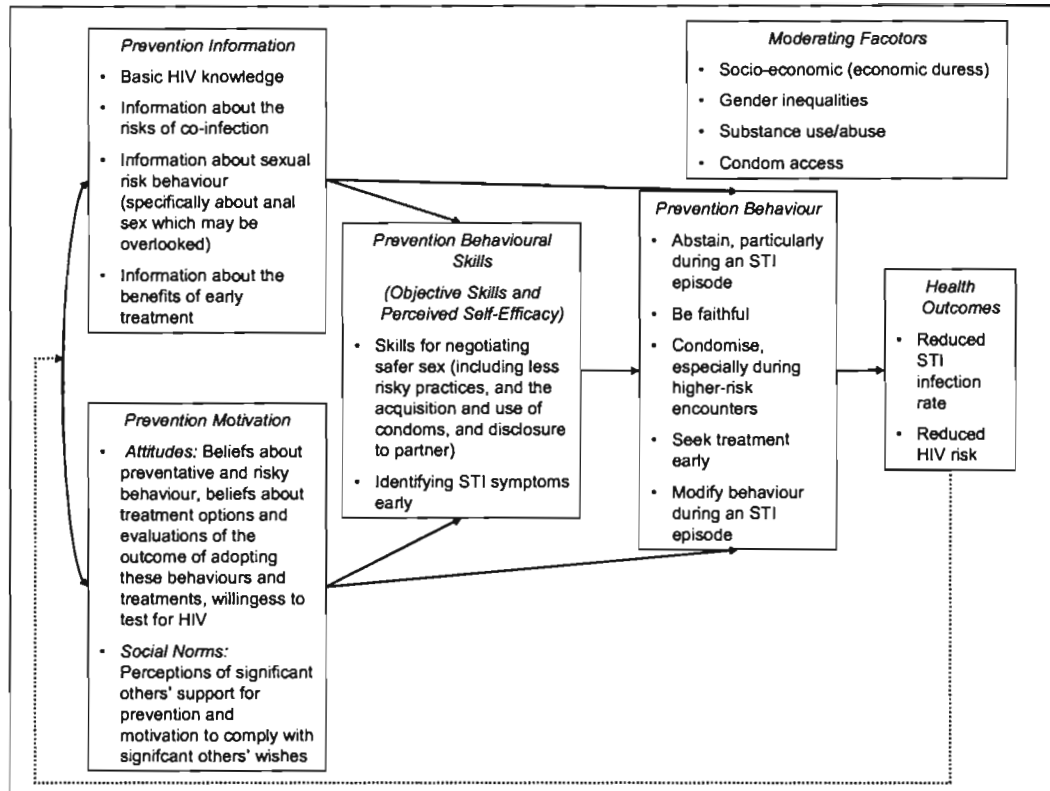 Prevention Information
• Basic HIV knowledge
• Information about the
risks of co-infection
• Information about sexual
risk behaviour
(specifically about anal
sex which may be
overlooked)
• Information about the
benefits of early
treatment
Moderating Facotors
• Socio-economic (economic duress)
• Gender inequalities
• Substance use/abuse
• Condom access
Prevention Behavioural
Skills
(Objective Skills and
Perceived Self-Efficacy)
• Skills for negotiating
safer sex (including less
risky practices, and the
acquisition and use of
condoms, and disclosure
to partner)
• Identifying STI symptoms
early
Prevention Behaviour
• Abstain, particularly
during an STI
episode
• Be faithful
• Condomise,
especially during
higher-risk
encounters
• Seek treatment
early
• Modify behaviour
during an STI
episode
Health
Outcomes
• Reduced
STI
infection
rate
• Reduced
HIV risk
Prevention Motivation
• Attitudes: Beliefs about
preventative and risky
behaviour, beliefs about
treatment options and
evaluations of the
outcome of adopting
these behaviours and
treatments, willingess to
test for HIV
• Social Norms:
Perceptions of significant
others' support for
prevention and
motivation to comply with
signifcant others' wishes